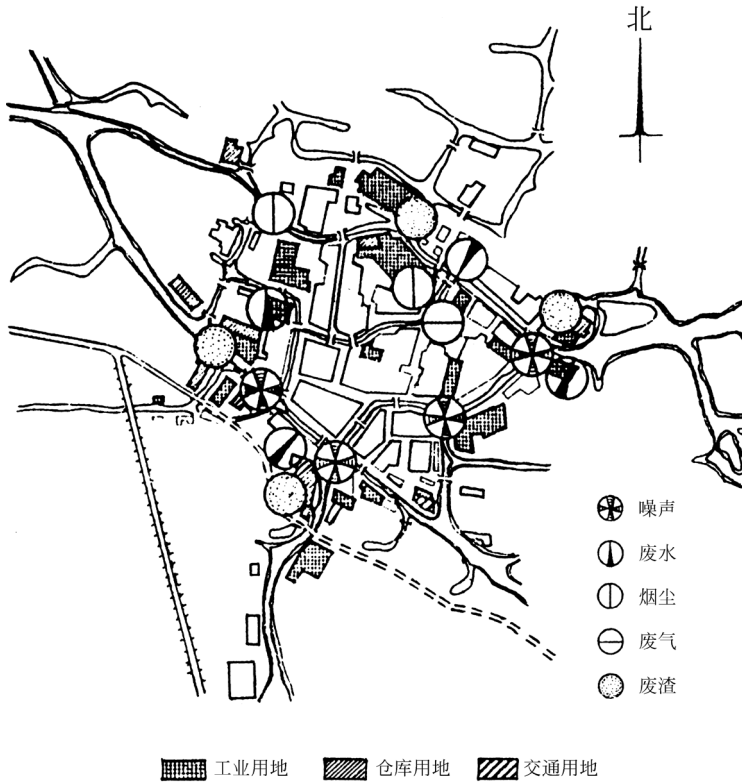 北
噪声
废水
烟尘
废气
废渣
工业用地 仓库用地 交通用地